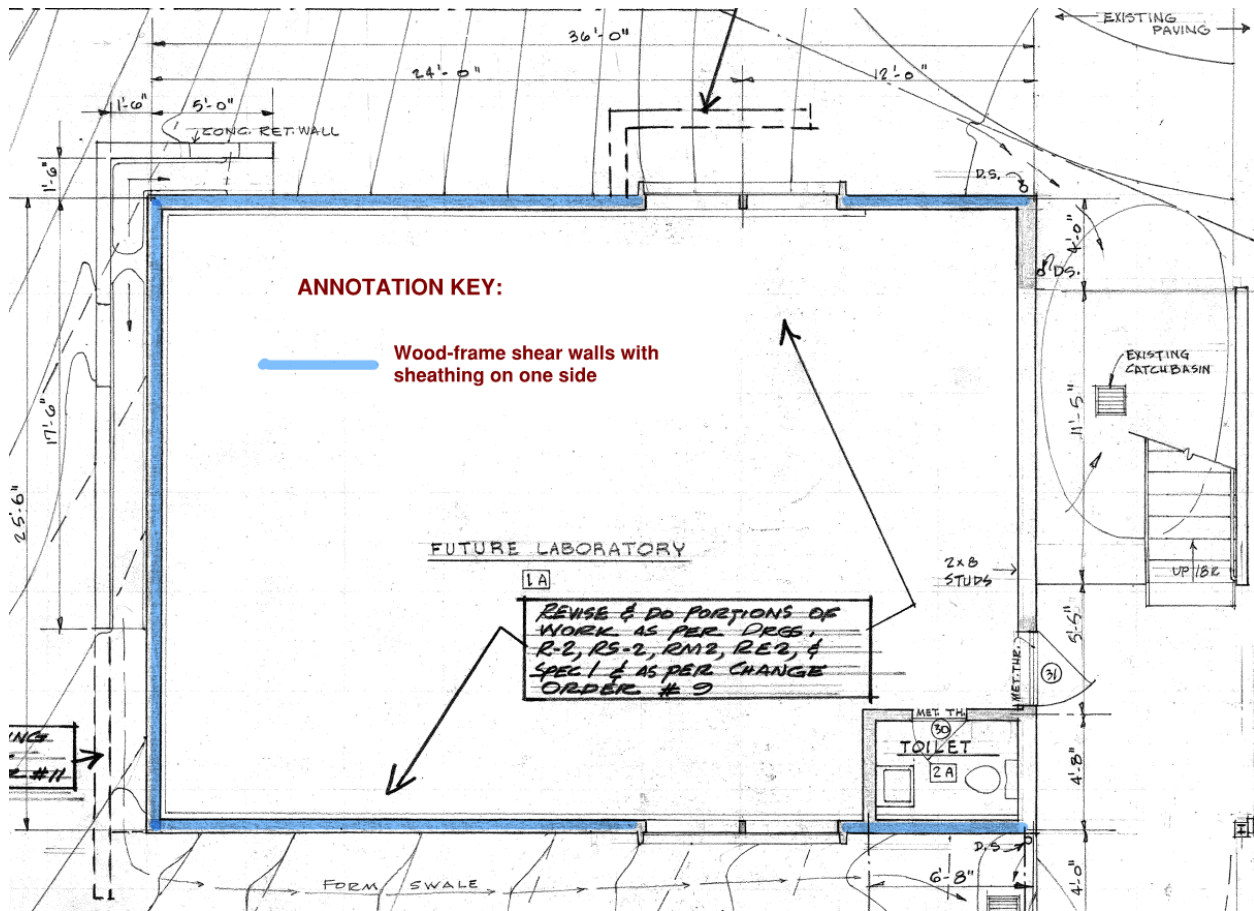 EXISTING
PAVING
36'-0"
24'-0"
12'-0"
1'-6"
5'-0"
CONC. RET. WALL
1'-6"
D.S.
4'-0"
D.S.
ANNOTATION KEY:
Wood-frame shear walls with
sheathing on one side
EXISTING
CATCHBASIN
11'-5"
17'-6"
25'-6"
FUTURE LABORATORY
1A
2x8
STUDS
UP 18R
REVISE & DO PORTIONS OF
WORK AS PER DRGS.
R-2, RS-2, RM2, RE2, &
SPEC 1 & AS PER CHANGE
ORDER # 9
5'-5"
MET. THR.
31
MET. TH.
30
TOILET
2A
#11
4'-8"
D.S.
6'-8"
4'-0"
FORM SWALE